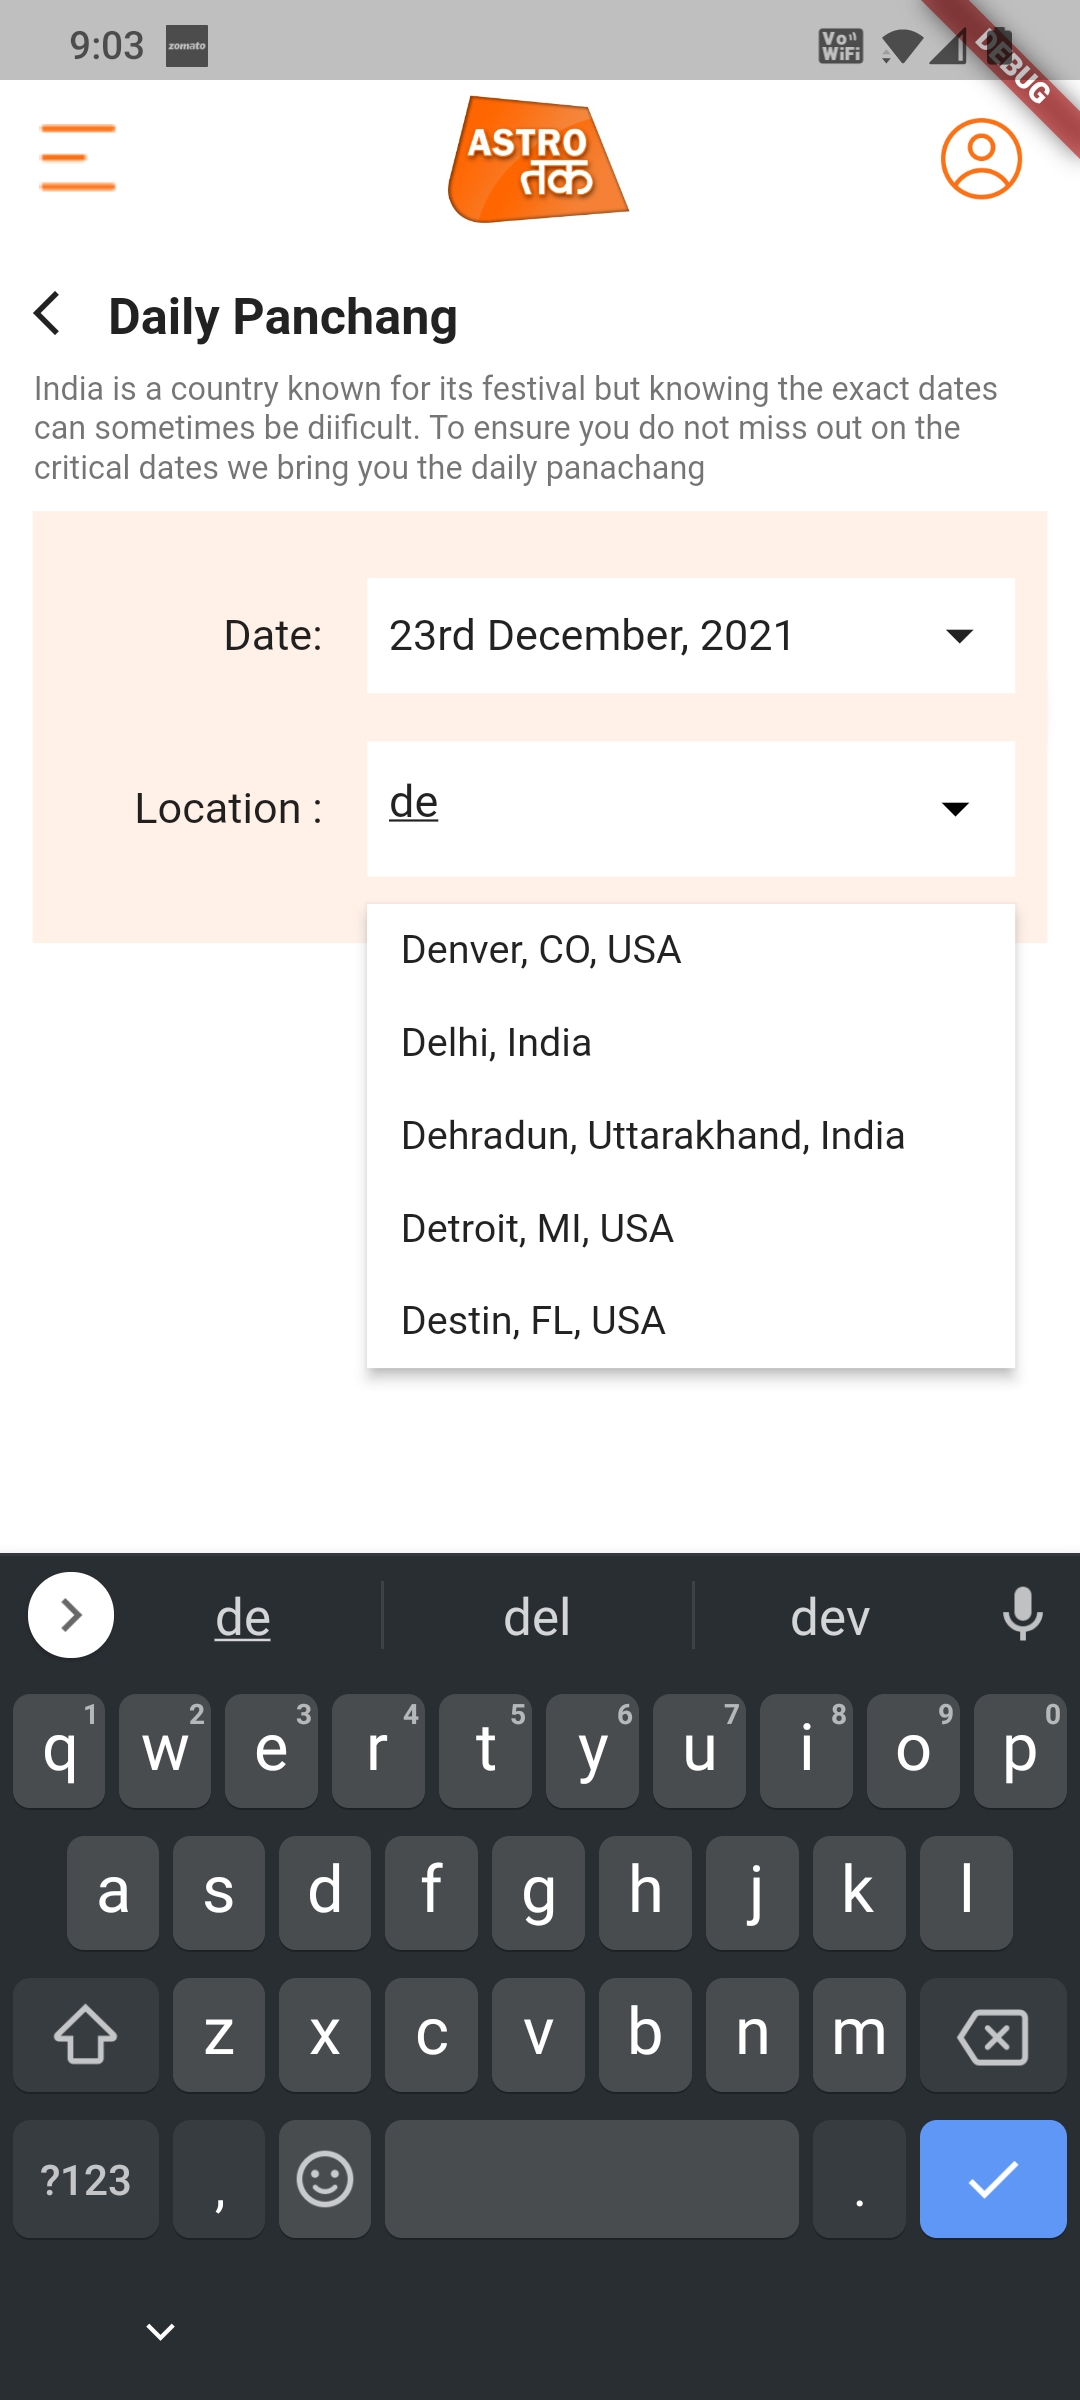 9:03
zomato
Vo))
WiFi
DEBUG
ASTRO
तक
Daily Panchang
India is a country known for its festival but knowing the exact dates
can sometimes be diificult. To ensure you do not miss out on the
critical dates we bring you the daily panachang
Date: 23rd December, 2021
Location : de
Denver, CO, USA
Delhi, India
Dehradun, Uttarakhand, India
Detroit, MI, USA
Destin, FL, USA
de del dev
q 1 w 2 e 3 r 4 t 5 y 6 u 7 i 8 o 9 p 0
a s d f g h j k l
z x c v b n m
?123 , .